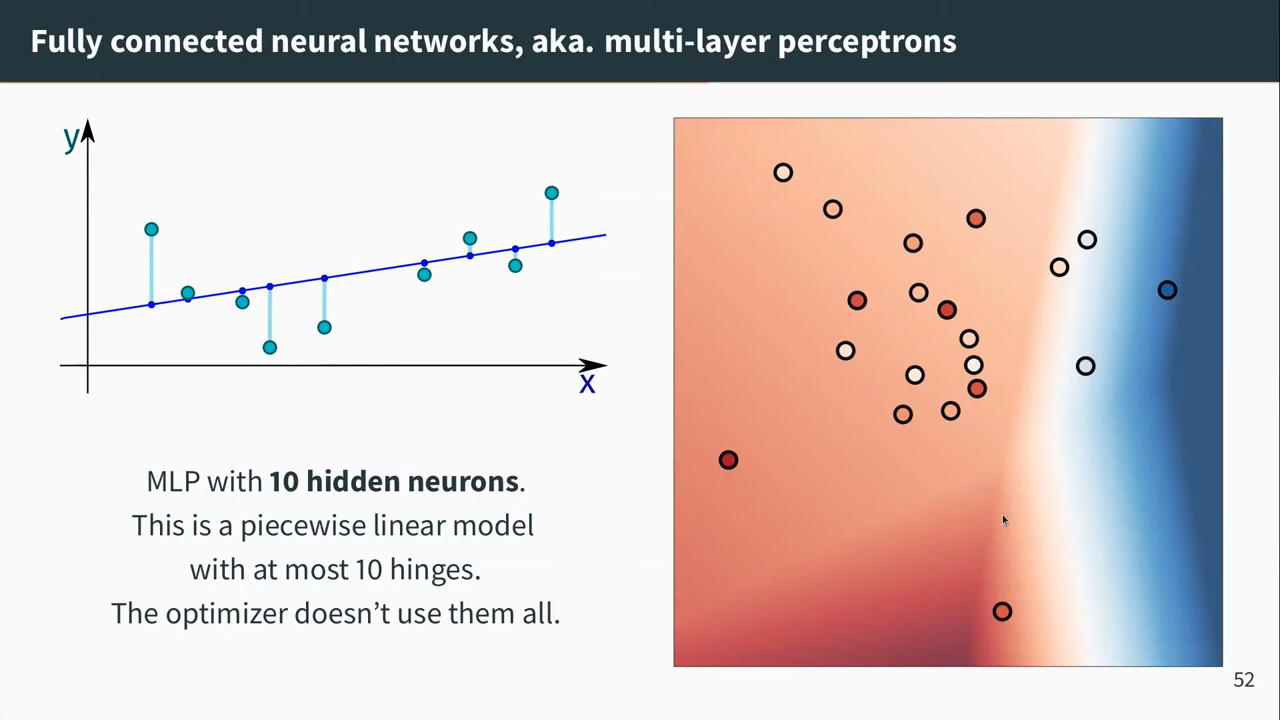 Fully connected neural networks, aka. multi-layer perceptrons
y
x
MLP with 10 hidden neurons.
This is a piecewise linear model
with at most 10 hinges.
The optimizer doesn’t use them all.
52